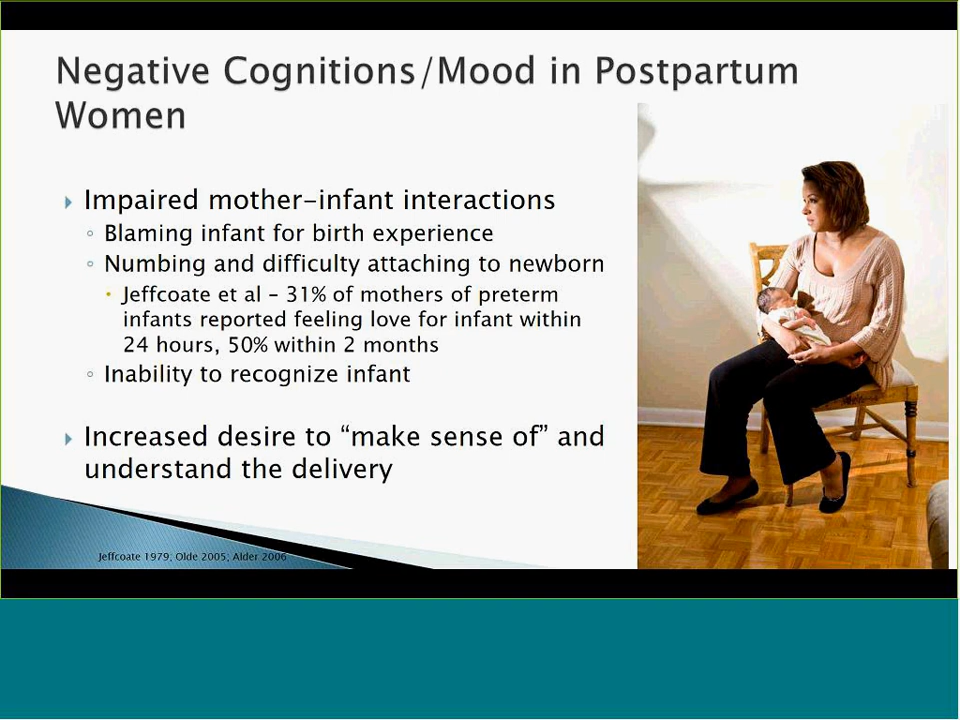 Negative Cognitions/Mood in Postpartum
Women
Impaired mother-infant interactions
Blaming infant for birth experience
Numbing and difficulty attaching to newborn
Jeffcoate et al – 31% of mothers of preterm
infants reported feeling love for infant within
24 hours, 50% within 2 months
Inability to recognize infant
Increased desire to “make sense of” and
understand the delivery
Jeffcoate 1979; Olde 2005; Alder 2006